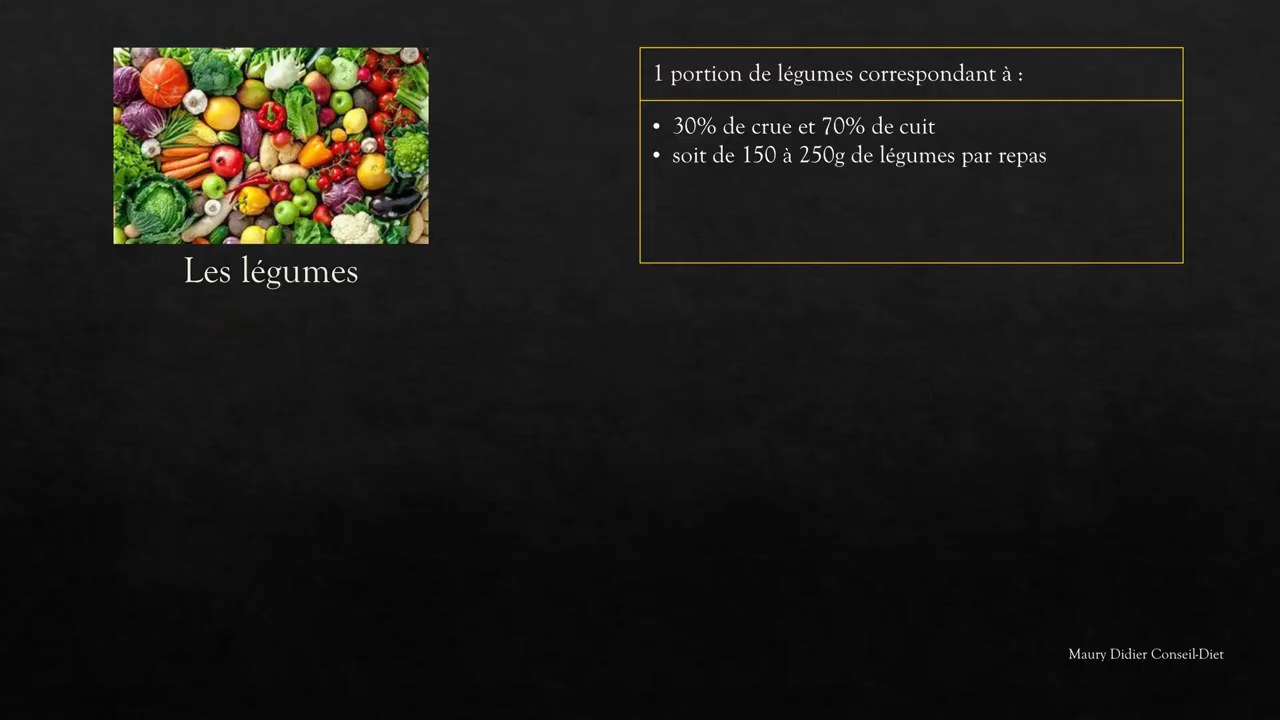 Les légumes
1 portion de légumes correspondant à :
• 30% de crue et 70% de cuit
• soit de 150 à 250g de légumes par repas
Maury Didier Conseil-Diet